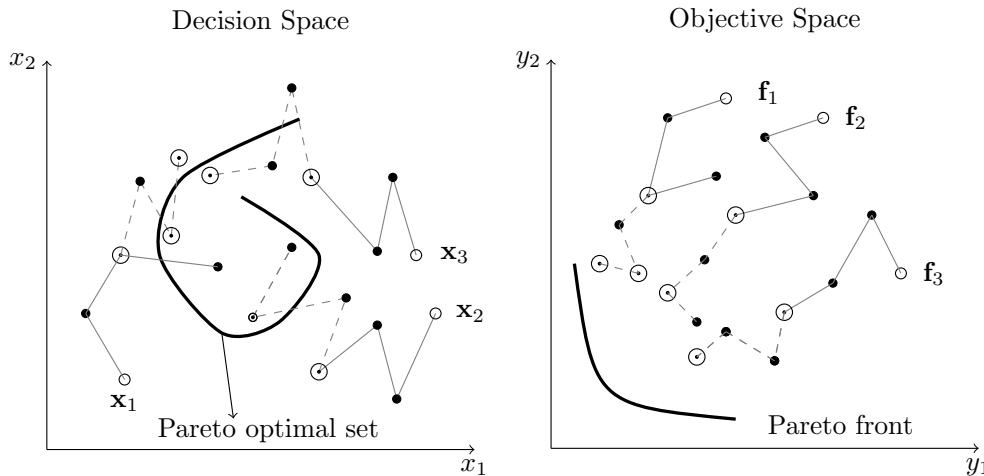 Decision Space
x₂
x₃
x₂
x₁
Pareto optimal set
x₁
Objective Space
y₂
f₁
f₂
f₃
Pareto front
y₁